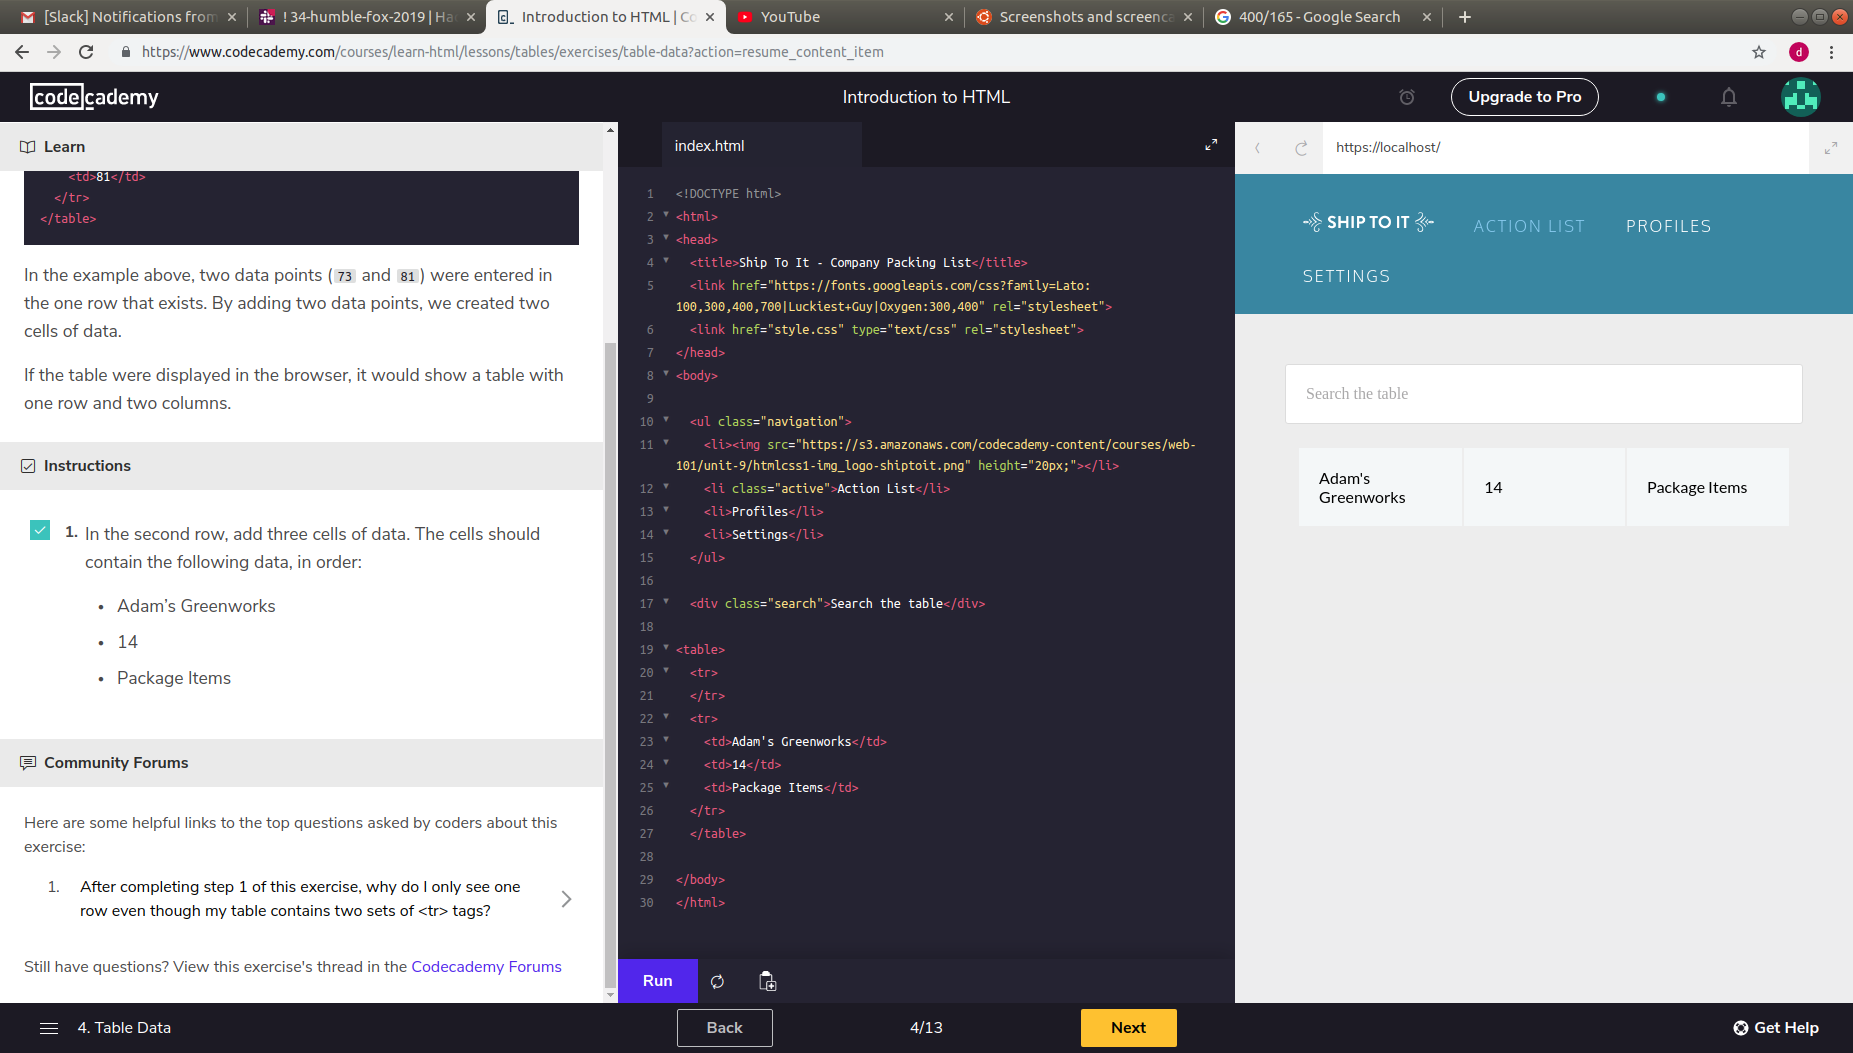 [Slack] Notifications from
! 34-humble-fox-2019 | Ha
Introduction to HTML | Co
YouTube
Screenshots and screenca
400/165 - Google Search
https://www.codecademy.com/courses/learn-html/lessons/tables/exercises/table-data?action=resume_content_item
d
codecademy
Introduction to HTML
Upgrade to Pro
Learn
<td>81</td>
</tr>
</table>
In the example above, two data points ( 73 and 81 ) were entered in
the one row that exists. By adding two data points, we created two
cells of data.
If the table were displayed in the browser, it would show a table with
one row and two columns.
Instructions
1. In the second row, add three cells of data. The cells should
contain the following data, in order:
• Adam's Greenworks
• 14
• Package Items
Community Forums
Here are some helpful links to the top questions asked by coders about this
exercise:
1. After completing step 1 of this exercise, why do I only see one
row even though my table contains two sets of <tr> tags?
Still have questions? View this exercise's thread in the Codecademy Forums
index.html
1 <!DOCTYPE html>
2 <html>
3 <head>
4 <title>Ship To It - Company Packing List</title>
5 <link href="https://fonts.googleapis.com/css?family=Lato:
100,300,400,700|Luckiest+Guy|Oxygen:300,400" rel="stylesheet">
6 <link href="style.css" type="text/css" rel="stylesheet">
7 </head>
8 <body>
9
10 <ul class="navigation">
11 <li><img src="https://s3.amazonaws.com/codecademy-content/courses/web-
101/unit-9/htmlcss1-img_logo-shiptoit.png" height="20px;"></li>
12 <li class="active">Action List</li>
13 <li>Profiles</li>
14 <li>Settings</li>
15 </ul>
16
17 <div class="search">Search the table</div>
18
19 <table>
20 <tr>
21 </tr>
22 <tr>
23 <td>Adam's Greenworks</td>
24 <td>14</td>
25 <td>Package Items</td>
26 </tr>
27 </table>
28
29 </body>
30 </html>
Run
https://localhost/
SHIP TO IT
ACTION LIST
PROFILES
SETTINGS
Search the table
Adam's
Greenworks
14
Package Items
4. Table Data
Back
4/13
Next
Get Help